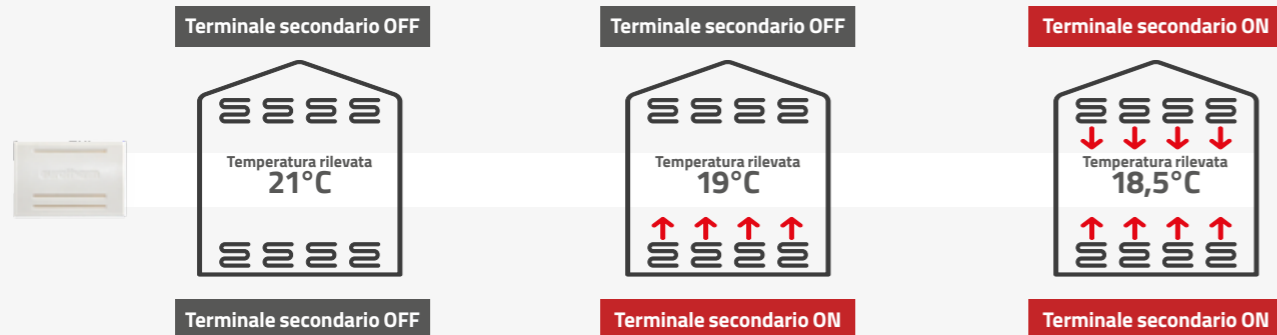 Terminale secondario OFF
Terminale secondario OFF
Terminale secondario ON
Temperatura rilevata
21°C
Temperatura rilevata
19°C
Temperatura rilevata
18,5°C
Terminale secondario OFF
Terminale secondario ON
Terminale secondario ON